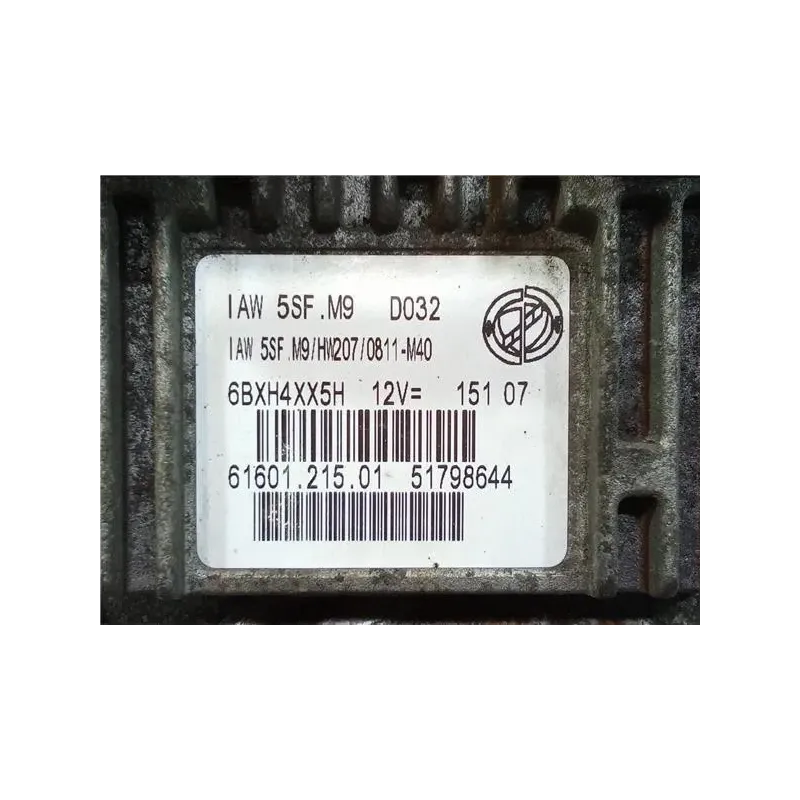 IAW 5SF.M9 D032
IAW 5SF.M9/HW207/0811-M40
6BXH4XX5H 12V= 151 07
61601.215.01 51798644